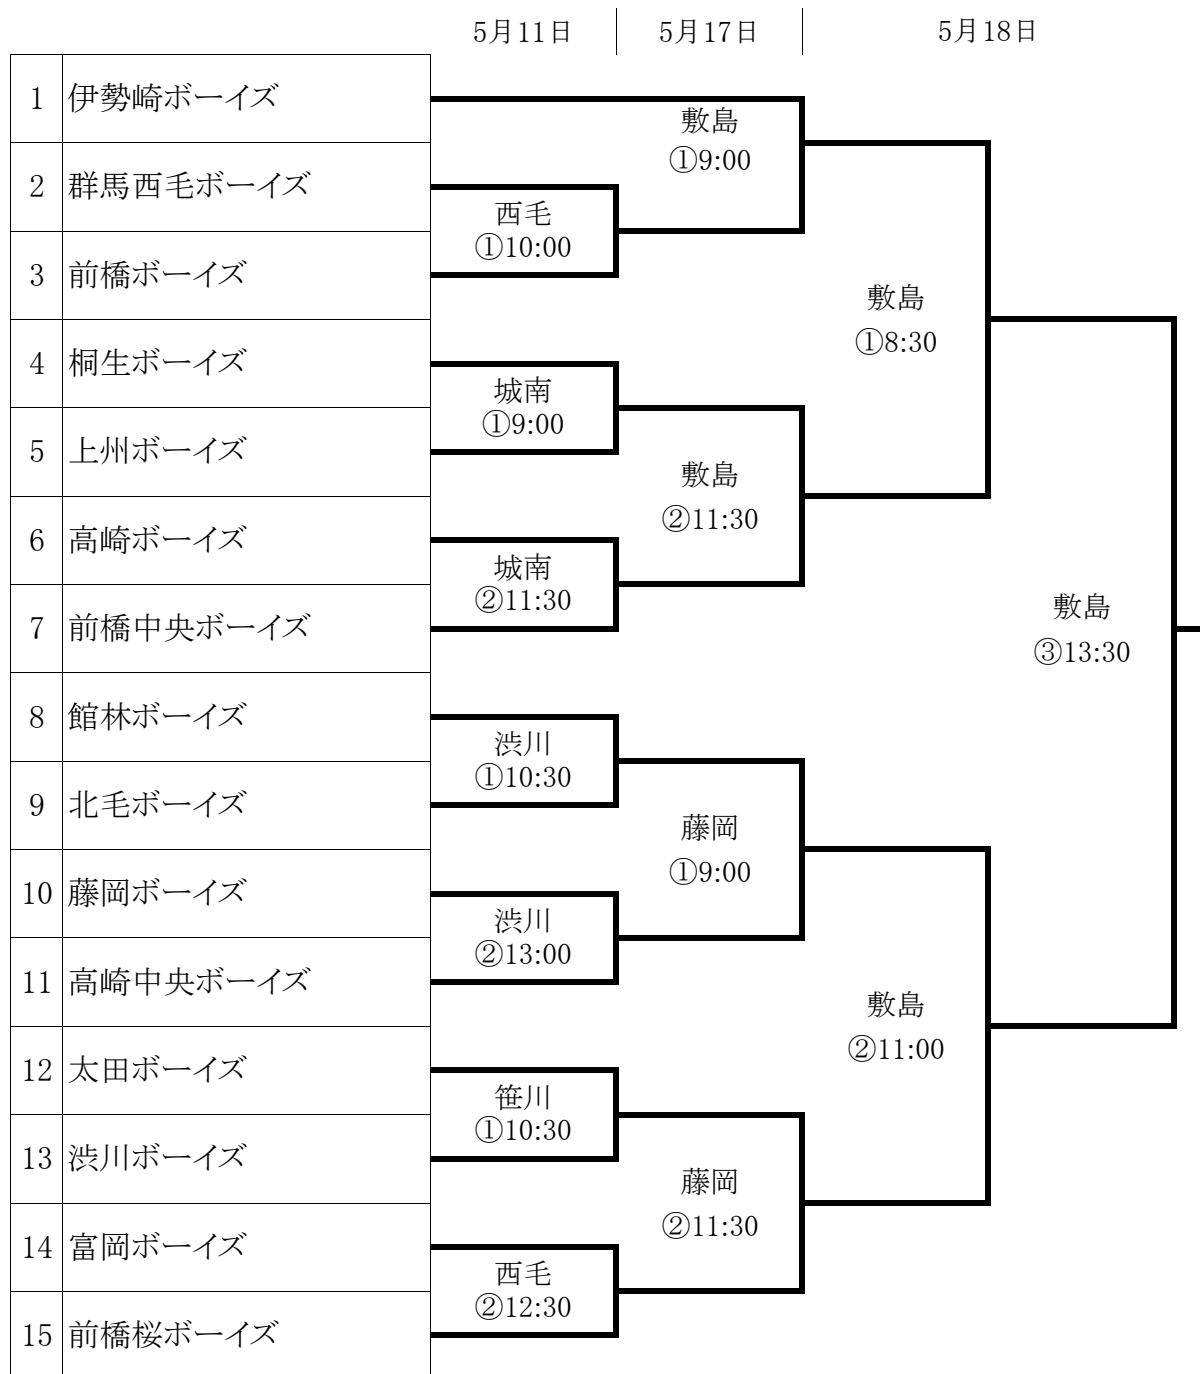 5月11日 5月17日 5月18日
1 伊勢崎ボーイズ
敷島
①9:00
2 群馬西毛ボーイズ
西毛
①10:00
3 前橋ボーイズ
敷島
①8:30
4 桐生ボーイズ
城南
①9:00
5 上州ボーイズ
敷島
②11:30
6 高崎ボーイズ
城南
②11:30
7 前橋中央ボーイズ
敷島
③13:30
8 館林ボーイズ
渋川
①10:30
9 北毛ボーイズ
藤岡
①9:00
10 藤岡ボーイズ
渋川
②13:00
11 高崎中央ボーイズ
敷島
②11:00
12 太田ボーイズ
笹川
①10:30
13 渋川ボーイズ
藤岡
②11:30
14 富岡ボーイズ
西毛
②12:30
15 前橋桜ボーイズ